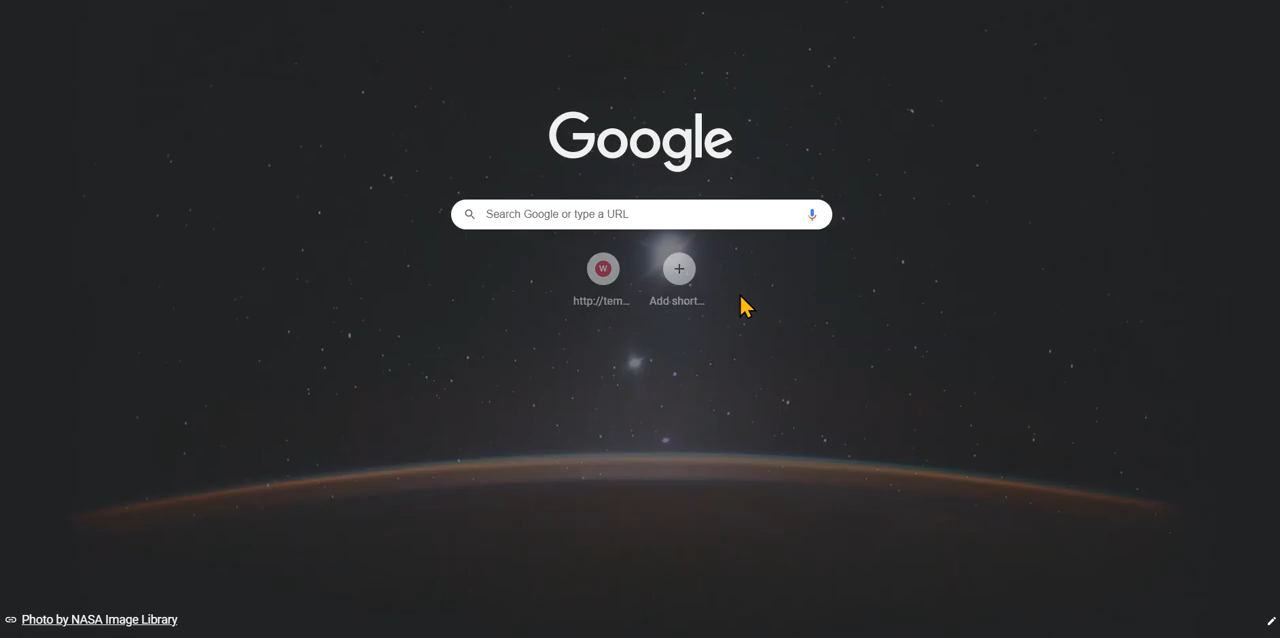 Google
Search Google or type a URL
W
http://tem...
Add short...
Photo by NASA Image Library